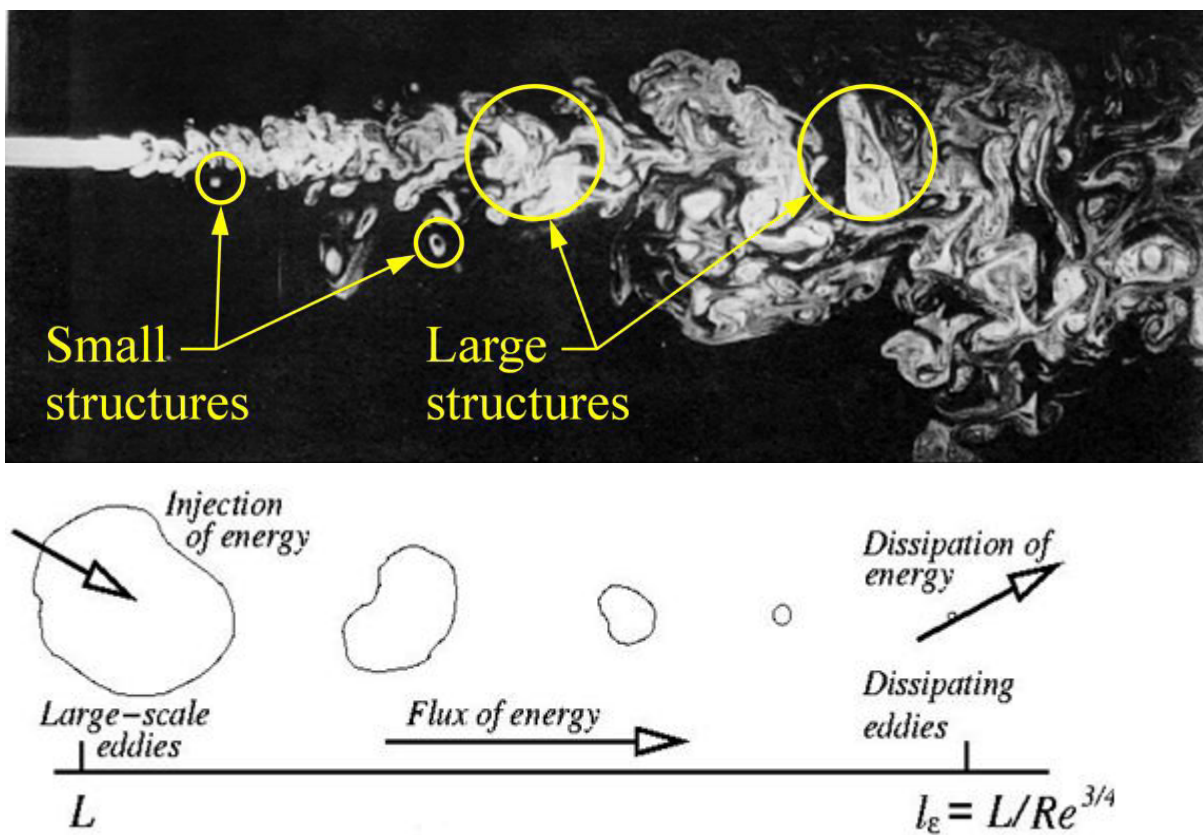 Small
structures
Large
structures
Injection
of energy
Large-scale
eddies
Flux of energy
Dissipation of
energy
Dissipating
eddies
L
lε = L/Re^3/4